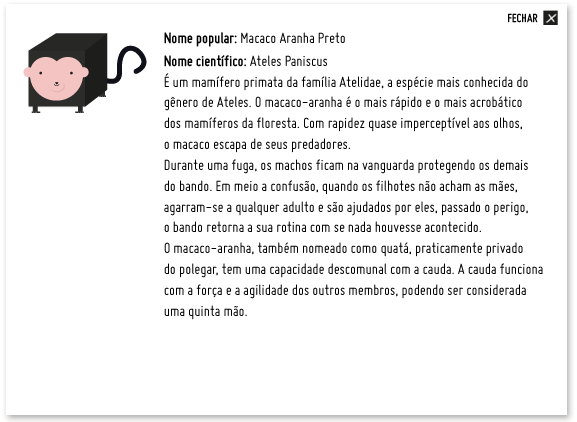 FECHAR
Nome popular: Macaco Aranha Preto
Nome científico: Ateles Paniscus
É um mamífero primata da família Atelidae, a espécie mais conhecida do
gênero de Ateles. O macaco-aranha é o mais rápido e o mais acrobático
dos mamíferos da floresta. Com rapidez quase imperceptível aos olhos,
o macaco escapa de seus predadores.
Durante uma fuga, os machos ficam na vanguarda protegendo os demais
do bando. Em meio a confusão, quando os filhotes não acham as mães,
agarram-se a qualquer adulto e são ajudados por eles, passado o perigo,
o bando retorna a sua rotina com se nada houvesse acontecido.
O macaco-aranha, também nomeado como quatá, praticamente privado
do polegar, tem uma capacidade descomunal com a cauda. A cauda funciona
com a força e a agilidade dos outros membros, podendo ser considerada
uma quinta mão.